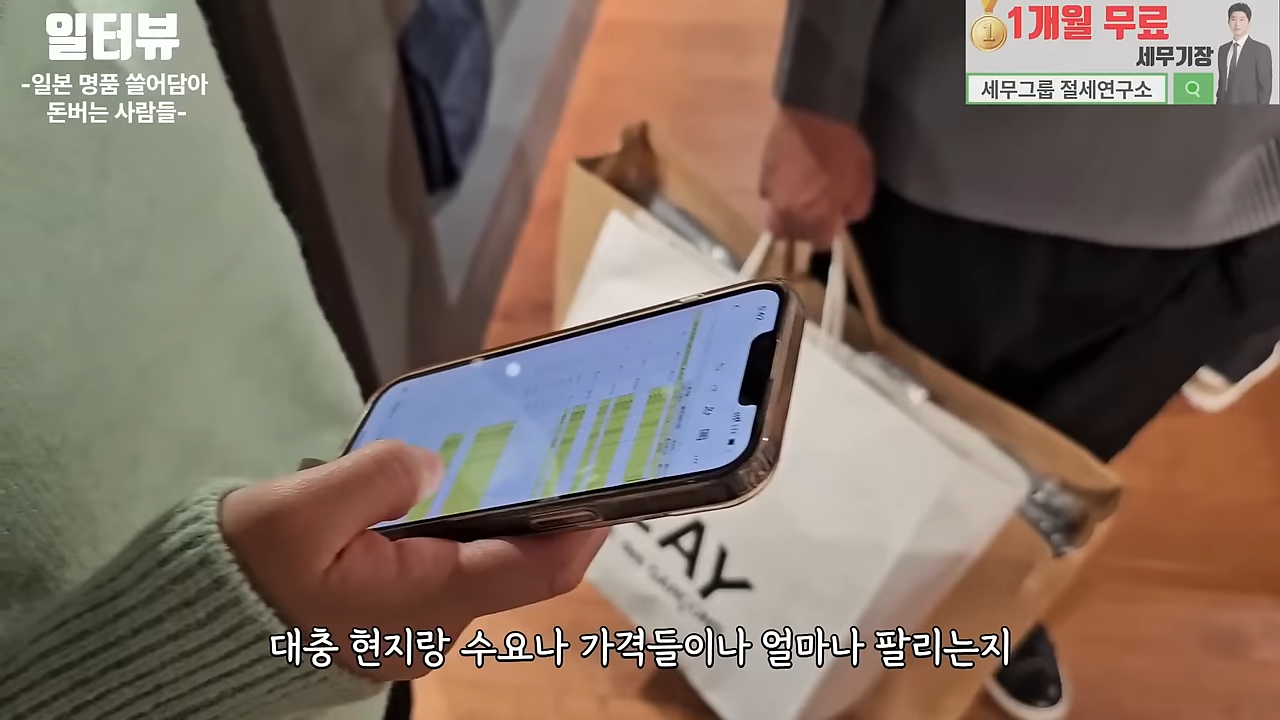 일터뷰
-일본 명품 쓸어담아
돈버는 사람들-
1
1개월 무료
세무기장
세무그룹 절세연구소
LAY
대충 현지랑 수요나 가격들이나 얼마나 팔리는지